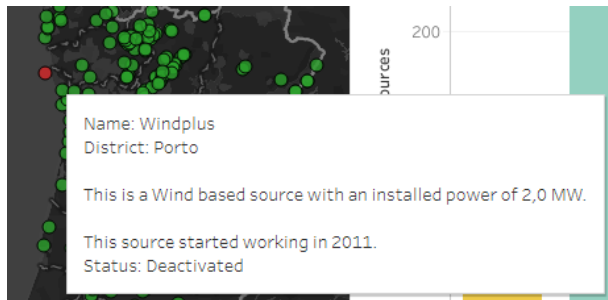 200
ources
Name: Windplus
District: Porto
This is a Wind based source with an installed power of 2,0 MW.
This source started working in 2011.
Status: Deactivated